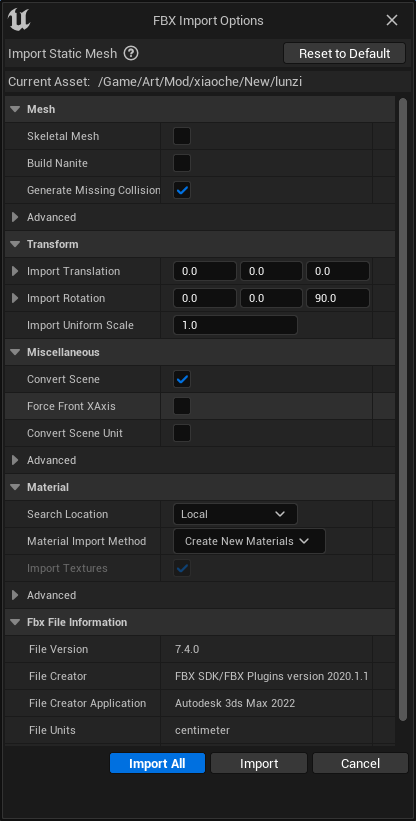 FBX Import Options
Import Static Mesh ?
Reset to Default
Current Asset: /Game/Art/Mod/xiaoche/New/lunzi
Mesh
Skeletal Mesh
Build Nanite
Generate Missing Collision
Advanced
Transform
Import Translation 0.0 0.0 0.0
Import Rotation 0.0 0.0 90.0
Import Uniform Scale 1.0
Miscellaneous
Convert Scene
Force Front XAxis
Convert Scene Unit
Advanced
Material
Search Location Local
Material Import Method Create New Materials
Import Textures
Advanced
Fbx File Information
File Version 7.4.0
File Creator FBX SDK/FBX Plugins version 2020.1.1
File Creator Application Autodesk 3ds Max 2022
File Units centimeter
Import All Import Cancel